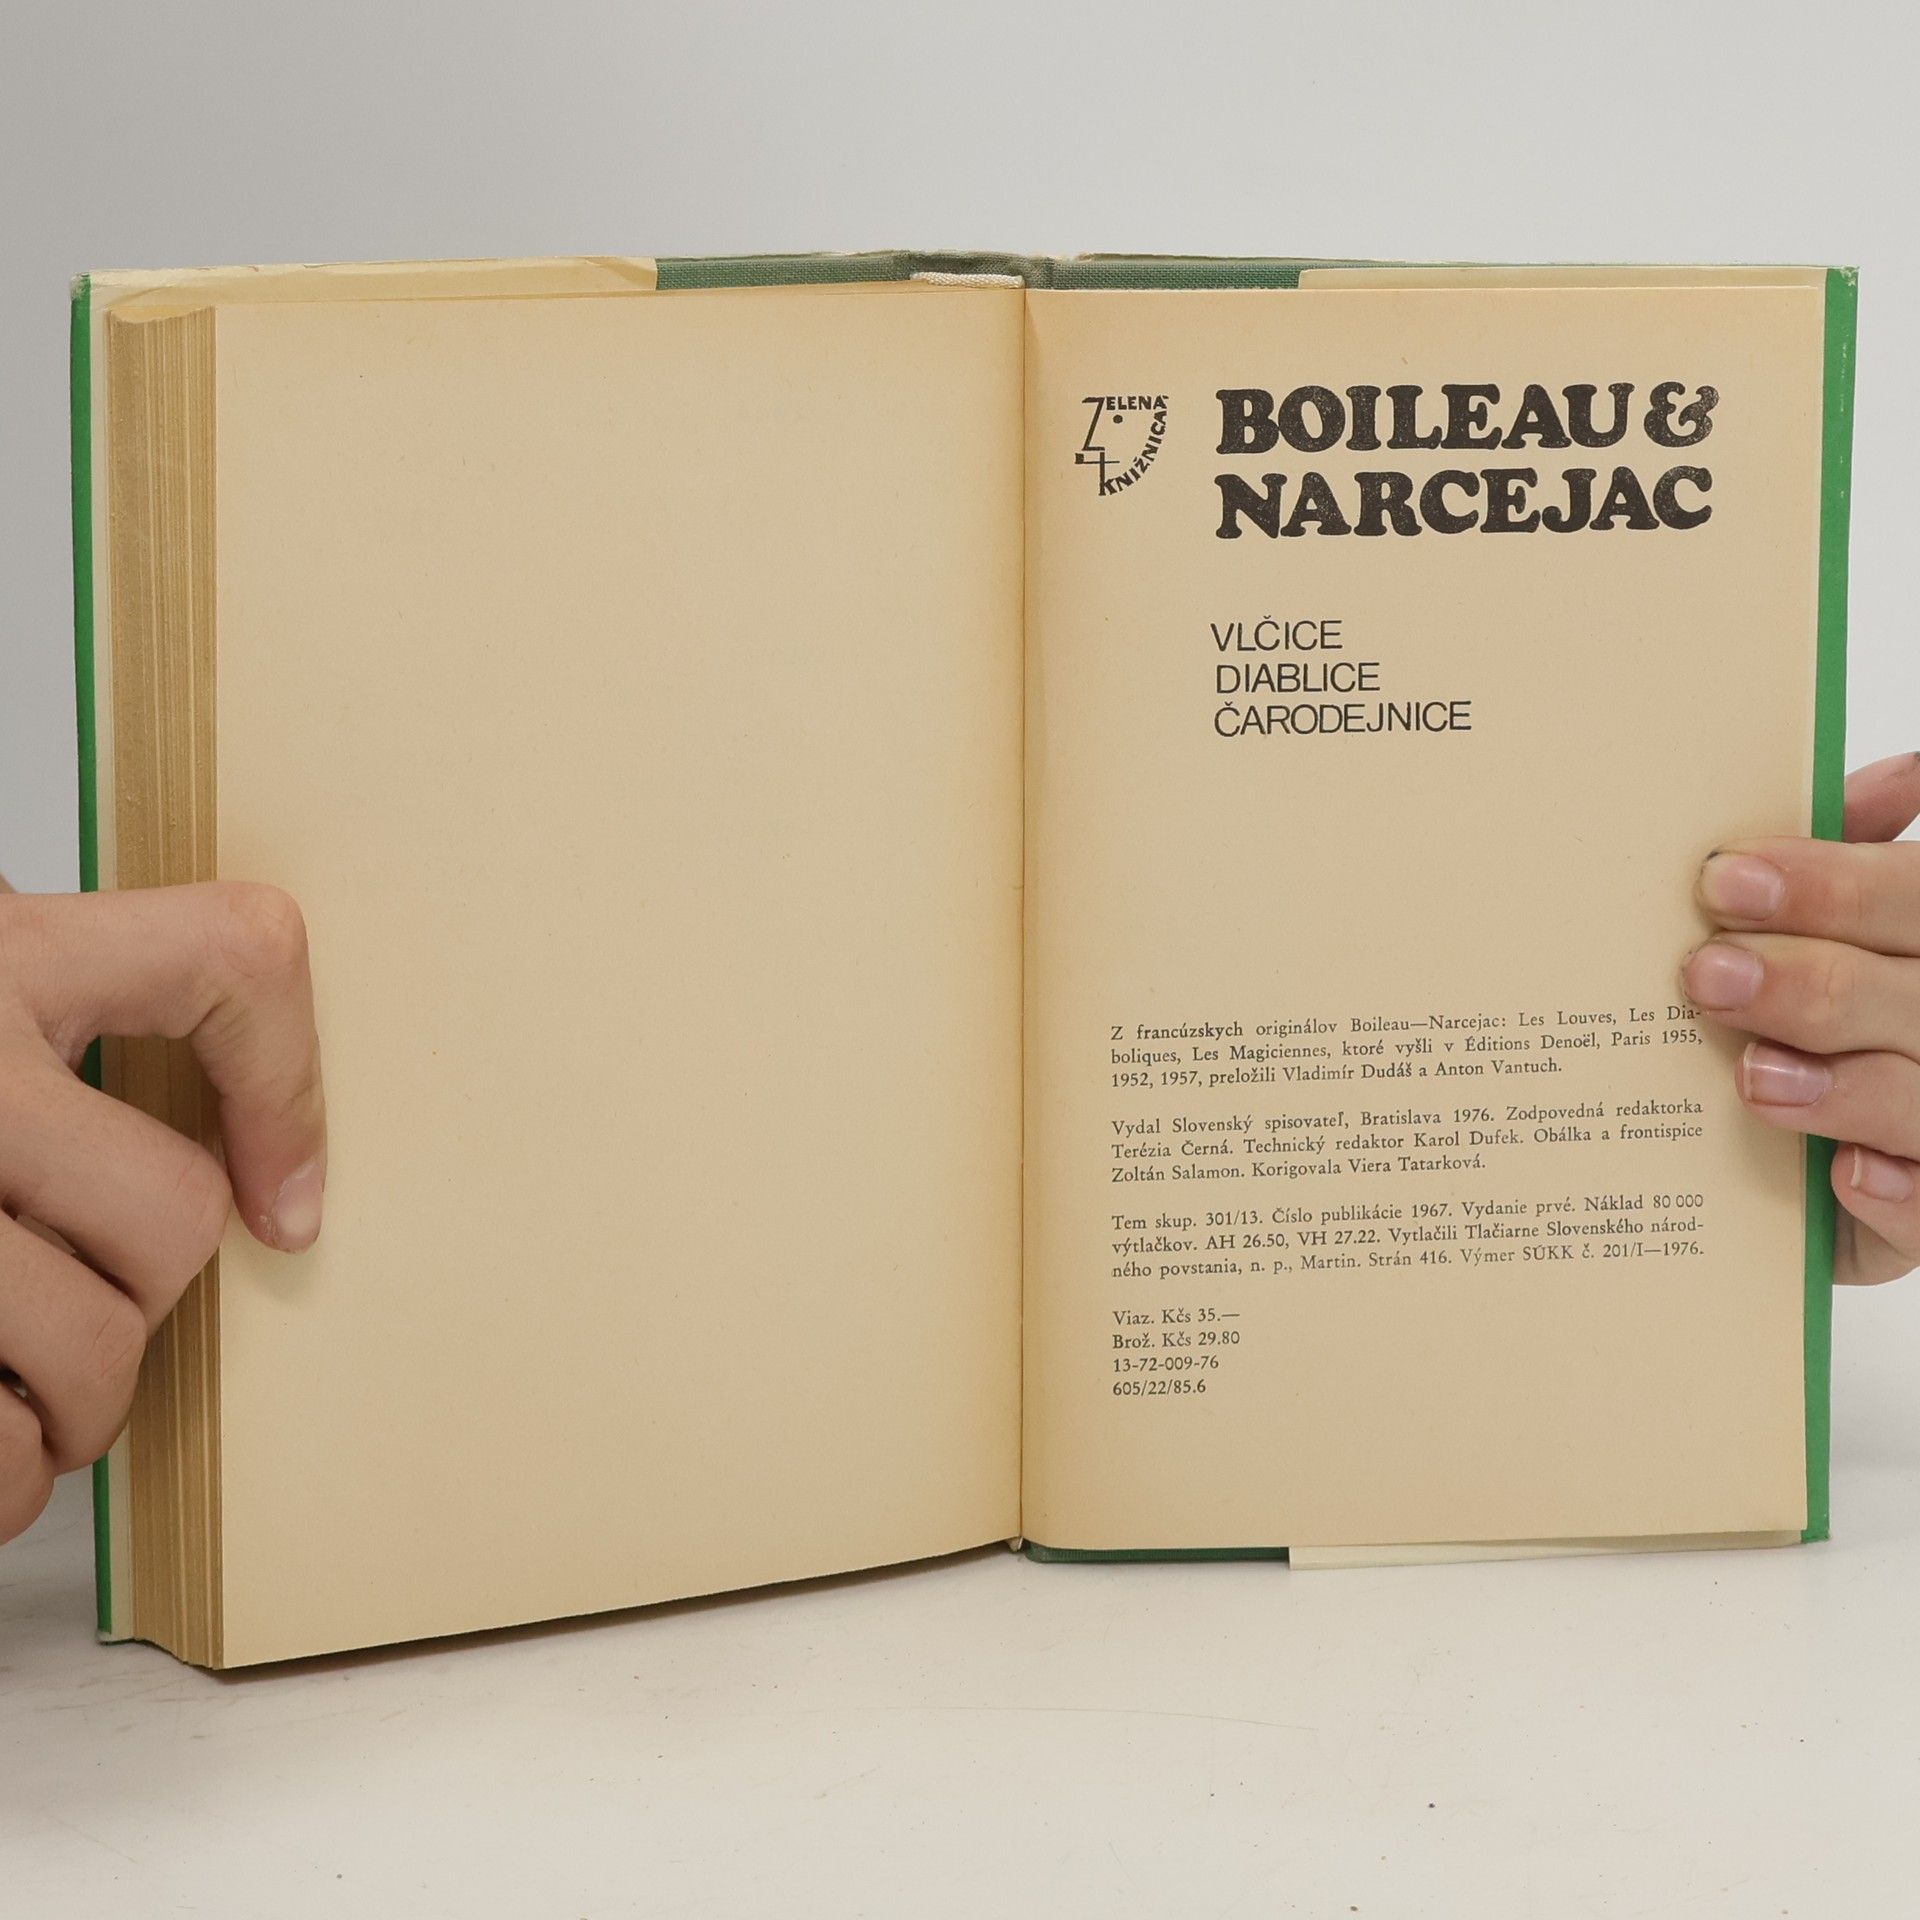 ZELENÁ
KNIŽNICA
BOILEAU &
NARCEJAC
VLČICE
DIABLICE
ČARODEJNICE
Z francúzskych originálov Boileau—Narcejac: Les Louves, Les Dia-
boliques, Les Magiciennes, ktoré vyšli v Éditions Denoël, Paris 1955,
1952, 1957, preložili Vladimír Dudáš a Anton Vantuch.
Vydal Slovenský spisovateľ, Bratislava 1976. Zodpovedná redaktorka
Terézia Černá. Technický redaktor Karol Dufek. Obálka a frontispice
Zoltán Salamon. Korigovala Viera Tatarková.
Tem skup. 301/13. Číslo publikácie 1967. Vydanie prvé. Náklad 80 000
výtlačkov. AH 26.50, VH 27.22. Vytlačili Tlačiarne Slovenského národ-
ného povstania, n. p., Martin. Strán 416. Výmer SÚKK č. 201/I—1976.
Viaz. Kčs 35.—
Brož. Kčs 29.80
13-72-009-76
605/22/85.6